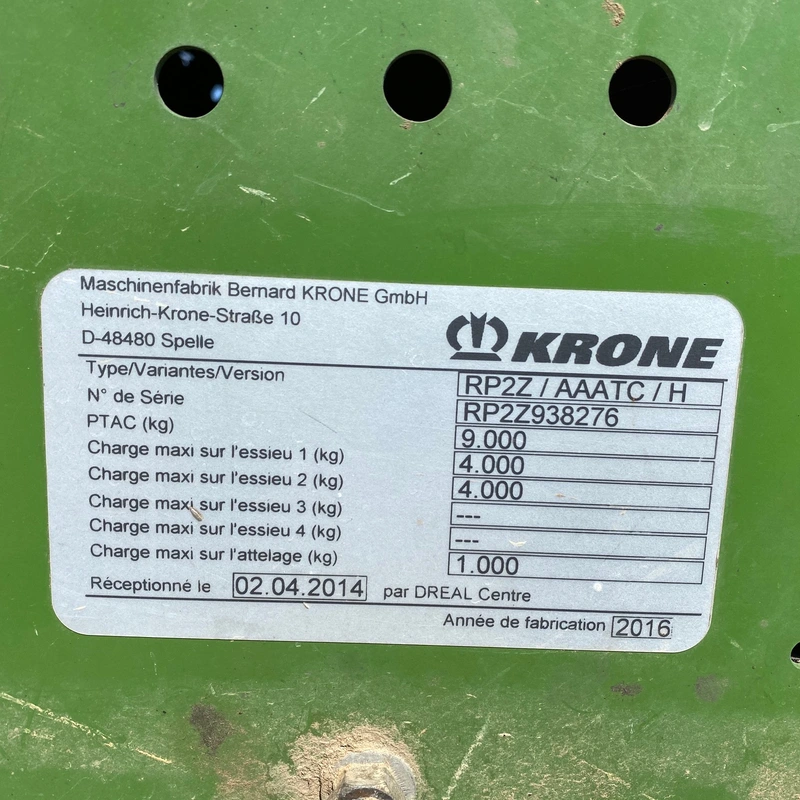 Maschinenfabrik Bernard KRONE GmbH
Heinrich-Krone-Straße 10
D-48480 Spelle
KRONE
Type/Variantes/Version RP2Z / AAATC / H
N° de Série RP2Z938276
PTAC (kg) 9.000
Charge maxi sur l'essieu 1 (kg) 4.000
Charge maxi sur l'essieu 2 (kg) 4.000
Charge maxi sur l'essieu 3 (kg) ---
Charge maxi sur l'essieu 4 (kg) ---
Charge maxi sur l'attelage (kg) 1.000
Réceptionné le 02.04.2014 par DREAL Centre
Année de fabrication 2016